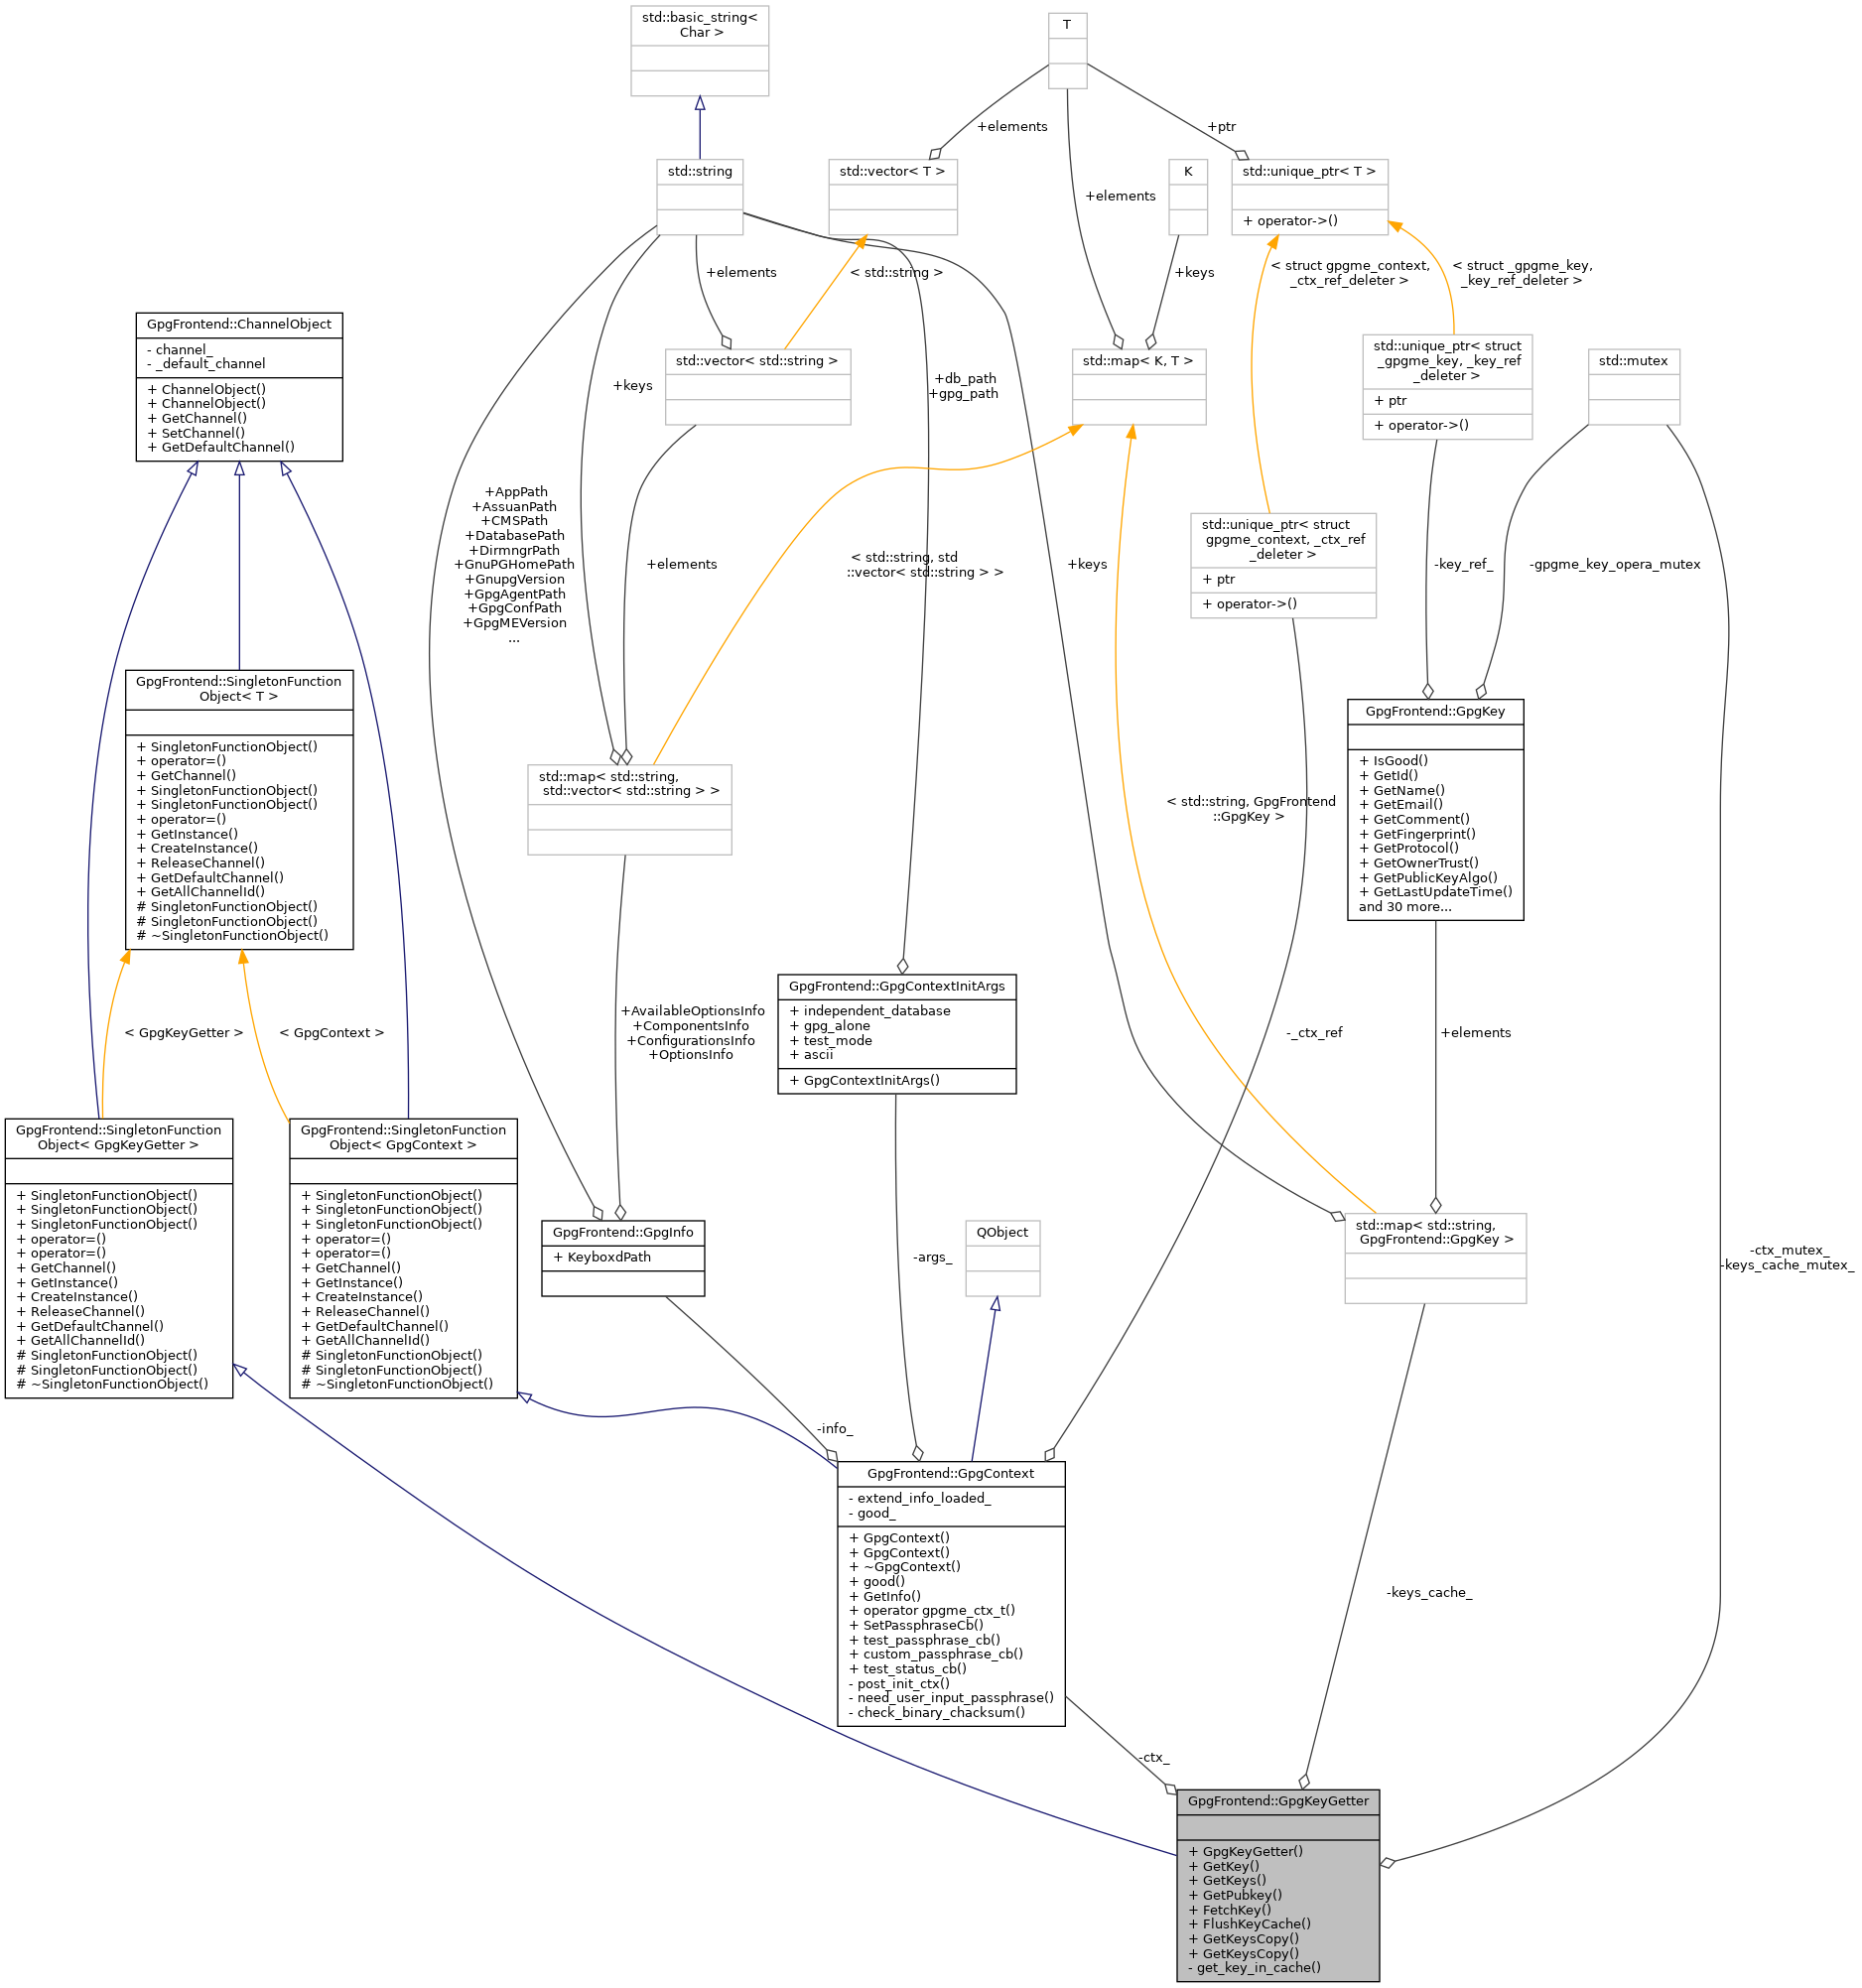 std::basic_string<
Char >
T
+elements
+ptr
std::string
std::vector< T >
+elements
K
std::unique_ptr< T >
+ operator->()
+elements
< std::string >
+keys
< struct gpgme_context,
_ctx_ref_deleter >
< struct _gpgme_key,
_key_ref_deleter >
GpgFrontend::ChannelObject
- channel_
- _default_channel
+ ChannelObject()
+ ChannelObject()
+ GetChannel()
+ SetChannel()
+ GetDefaultChannel()
+keys
std::vector< std::string >
+db_path
+gpg_path
std::map< K, T >
std::unique_ptr< struct
_gpgme_key, _key_ref
_deleter >
+ ptr
+ operator->()
std::mutex
+AppPath
+AssuanPath
+CMSPath
+DatabasePath
+DirmngrPath
+GnuPGHomePath
+GnupgVersion
+GpgAgentPath
+GpgConfPath
+GpgMEVersion
...
+elements
< std::string, std
::vector< std::string > >
+keys
std::unique_ptr< struct
gpgme_context, _ctx_ref
_deleter >
+ ptr
+ operator->()
-key_ref_
-gpgme_key_opera_mutex
GpgFrontend::SingletonFunction
Object< T >
+ SingletonFunctionObject()
+ operator=()
+ GetChannel()
+ SingletonFunctionObject()
+ SingletonFunctionObject()
+ operator=()
+ GetInstance()
+ CreateInstance()
+ ReleaseChannel()
+ GetDefaultChannel()
+ GetAllChannelId()
# SingletonFunctionObject()
# SingletonFunctionObject()
# ~SingletonFunctionObject()
std::map< std::string,
std::vector< std::string > >
< std::string, GpgFrontend
::GpgKey >
GpgFrontend::GpgKey
+ IsGood()
+ GetId()
+ GetName()
+ GetEmail()
+ GetComment()
+ GetFingerprint()
+ GetProtocol()
+ GetOwnerTrust()
+ GetPublicKeyAlgo()
+ GetLastUpdateTime()
and 30 more...
< GpgKeyGetter >
< GpgContext >
+AvailableOptionsInfo
+ComponentsInfo
+ConfigurationsInfo
+OptionsInfo
GpgFrontend::GpgContextInitArgs
+ independent_database
+ gpg_alone
+ test_mode
+ ascii
+ GpgContextInitArgs()
-_ctx_ref
+elements
GpgFrontend::SingletonFunction
Object< GpgKeyGetter >
+ SingletonFunctionObject()
+ SingletonFunctionObject()
+ SingletonFunctionObject()
+ operator=()
+ operator=()
+ GetChannel()
+ GetInstance()
+ CreateInstance()
+ ReleaseChannel()
+ GetDefaultChannel()
+ GetAllChannelId()
# SingletonFunctionObject()
# SingletonFunctionObject()
# ~SingletonFunctionObject()
GpgFrontend::SingletonFunction
Object< GpgContext >
+ SingletonFunctionObject()
+ SingletonFunctionObject()
+ SingletonFunctionObject()
+ operator=()
+ operator=()
+ GetChannel()
+ GetInstance()
+ CreateInstance()
+ ReleaseChannel()
+ GetDefaultChannel()
+ GetAllChannelId()
# SingletonFunctionObject()
# SingletonFunctionObject()
# ~SingletonFunctionObject()
GpgFrontend::GpgInfo
+ KeyboxdPath
-args_
QObject
std::map< std::string,
GpgFrontend::GpgKey >
-ctx_mutex_
-keys_cache_mutex_
-info_
GpgFrontend::GpgContext
- extend_info_loaded_
- good_
+ GpgContext()
+ GpgContext()
+ ~GpgContext()
+ good()
+ GetInfo()
+ operator gpgme_ctx_t()
+ SetPassphraseCb()
+ test_passphrase_cb()
+ custom_passphrase_cb()
+ test_status_cb()
- post_init_ctx()
- need_user_input_passphrase()
- check_binary_chacksum()
-keys_cache_
-ctx_
GpgFrontend::GpgKeyGetter
+ GpgKeyGetter()
+ GetKey()
+ GetKeys()
+ GetPubkey()
+ FetchKey()
+ FlushKeyCache()
+ GetKeysCopy()
+ GetKeysCopy()
- get_key_in_cache()